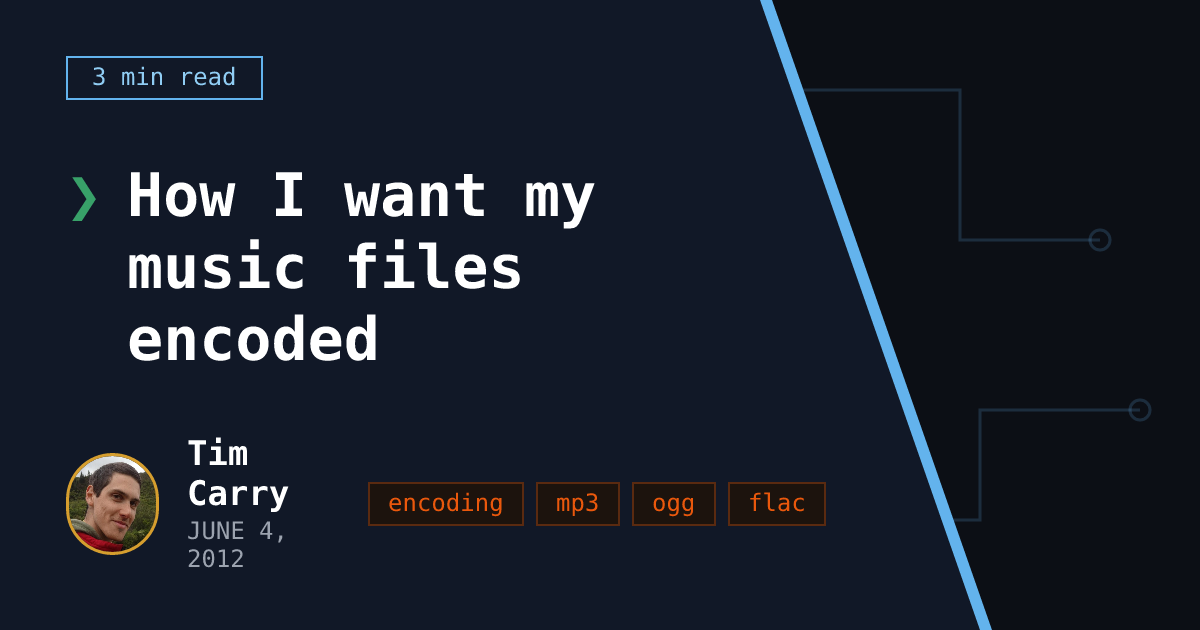 3 min read
❯ How I want my
music files
encoded
Tim
Carry
JUNE 4,
2012
encoding mp3 ogg flac